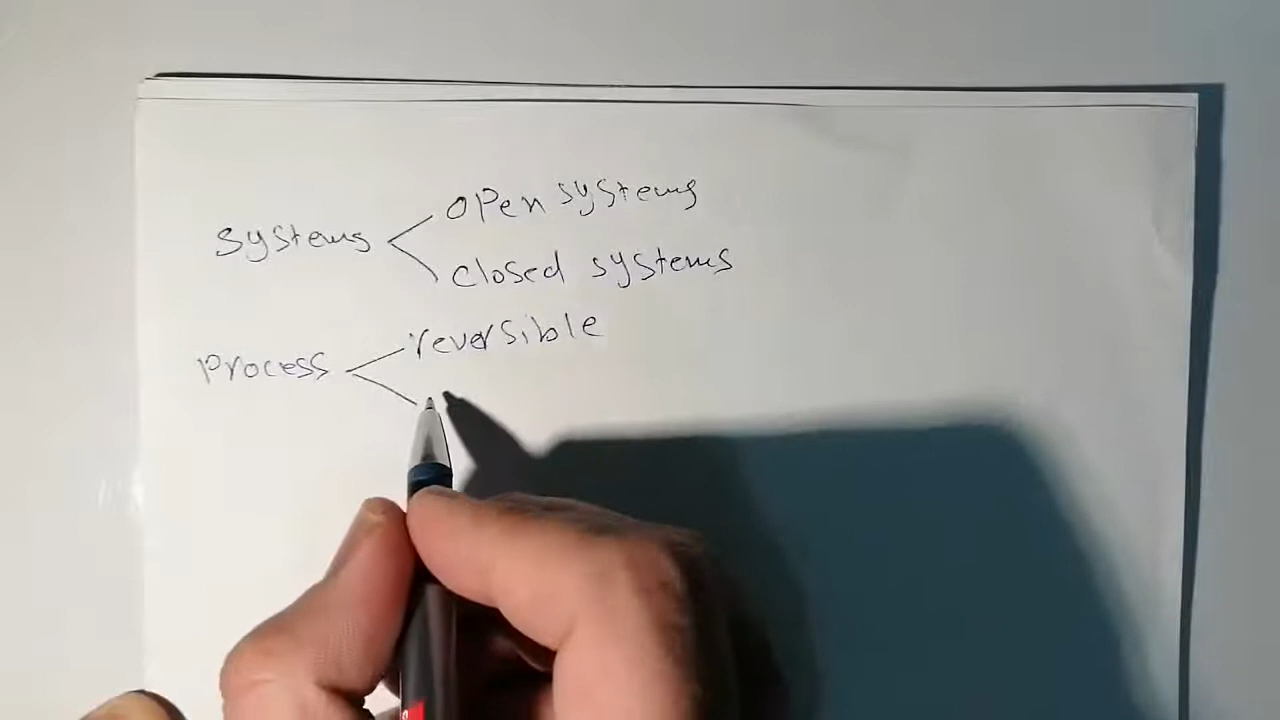 open systems
systems
closed systems
reversible
process